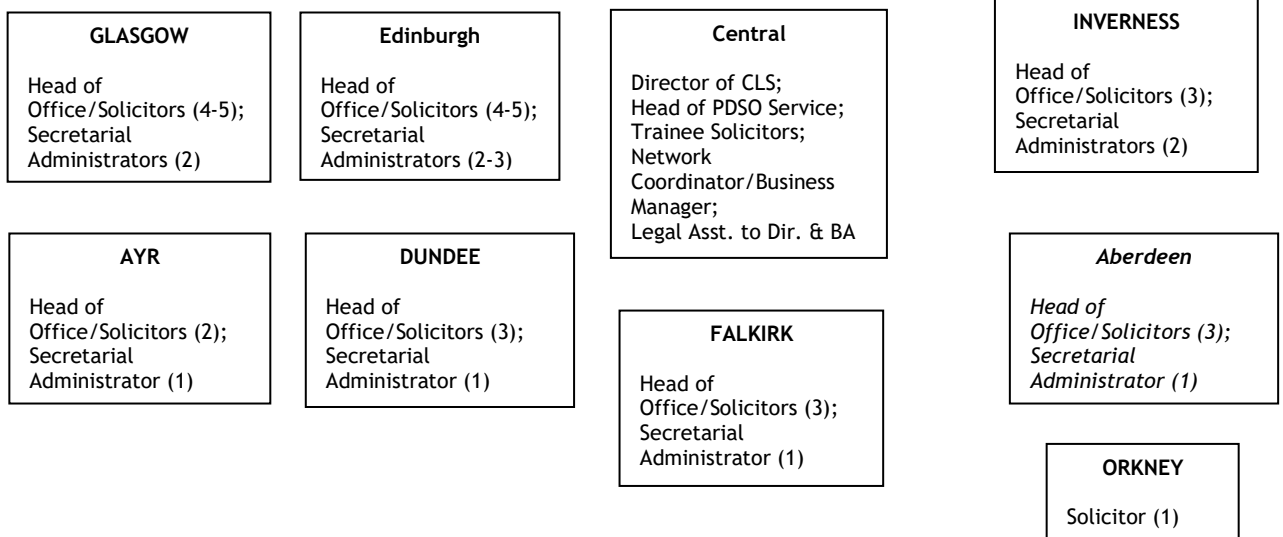 GLASGOW
Head of
Office/Solicitors (4-5);
Secretarial
Administrators (2)
Edinburgh
Head of
Office/Solicitors (4-5);
Secretarial
Administrators (2-3)
Central
Director of CLS;
Head of PDSO Service;
Trainee Solicitors;
Network
Coordinator/Business
Manager;
Legal Asst. to Dir. & BA
INVERNESS
Head of
Office/Solicitors (3);
Secretarial
Administrators (2)
AYR
Head of
Office/Solicitors (2);
Secretarial
Administrator (1)
DUNDEE
Head of
Office/Solicitors (3);
Secretarial
Administrator (1)
FALKIRK
Head of
Office/Solicitors (3);
Secretarial
Administrator (1)
Aberdeen
Head of
Office/Solicitors (3);
Secretarial
Administrator (1)
ORKNEY
Solicitor (1)